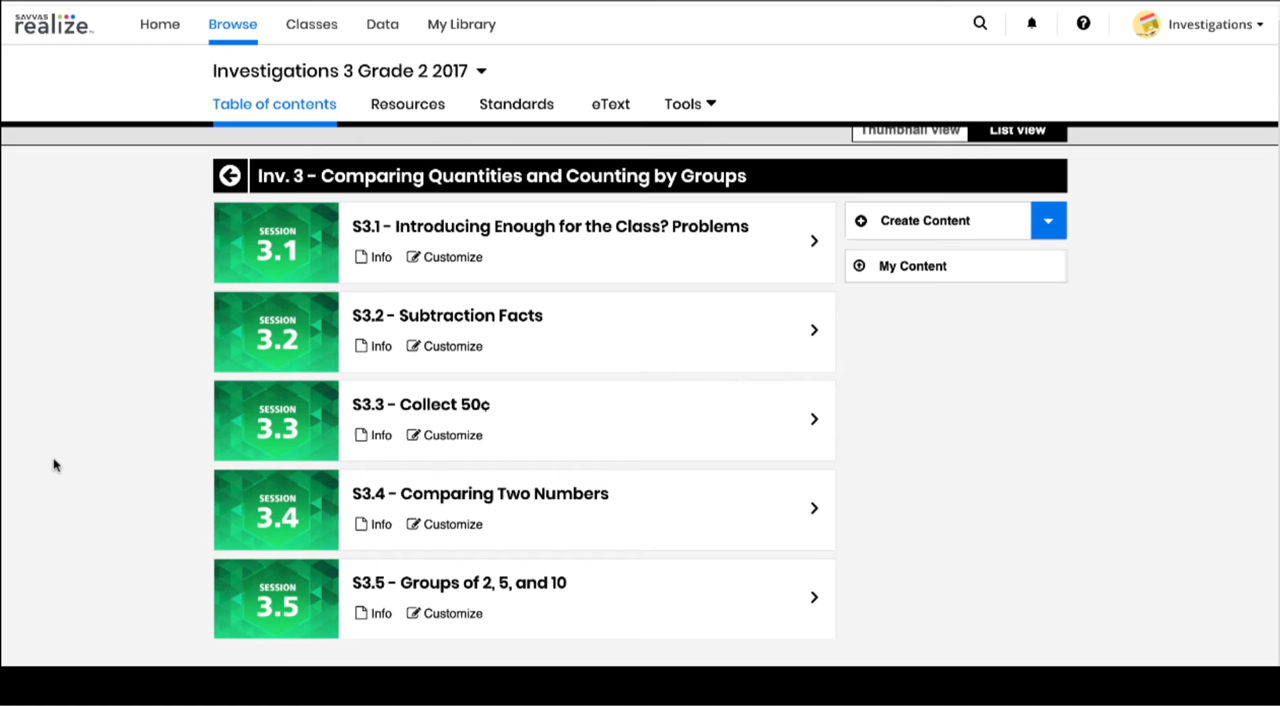 SAVVAS
realize
Home
Browse
Classes
Data
My Library
Investigations
Investigations 3 Grade 2 2017
Table of contents
Resources
Standards
eText
Tools
Thumbnail View
List View
Inv. 3 - Comparing Quantities and Counting by Groups
SESSION
3.1
S3.1 - Introducing Enough for the Class? Problems
Info
Customize
Create Content
My Content
SESSION
3.2
S3.2 - Subtraction Facts
Info
Customize
SESSION
3.3
S3.3 - Collect 50¢
Info
Customize
SESSION
3.4
S3.4 - Comparing Two Numbers
Info
Customize
SESSION
3.5
S3.5 - Groups of 2, 5, and 10
Info
Customize